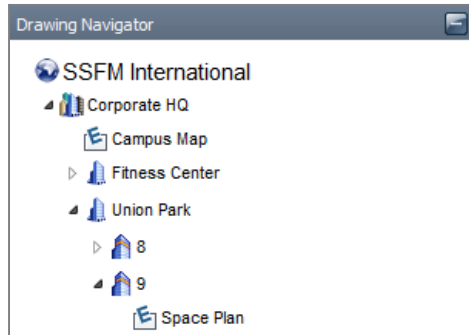 Drawing Navigator
SSFM International
Corporate HQ
Campus Map
Fitness Center
Union Park
8
9
Space Plan